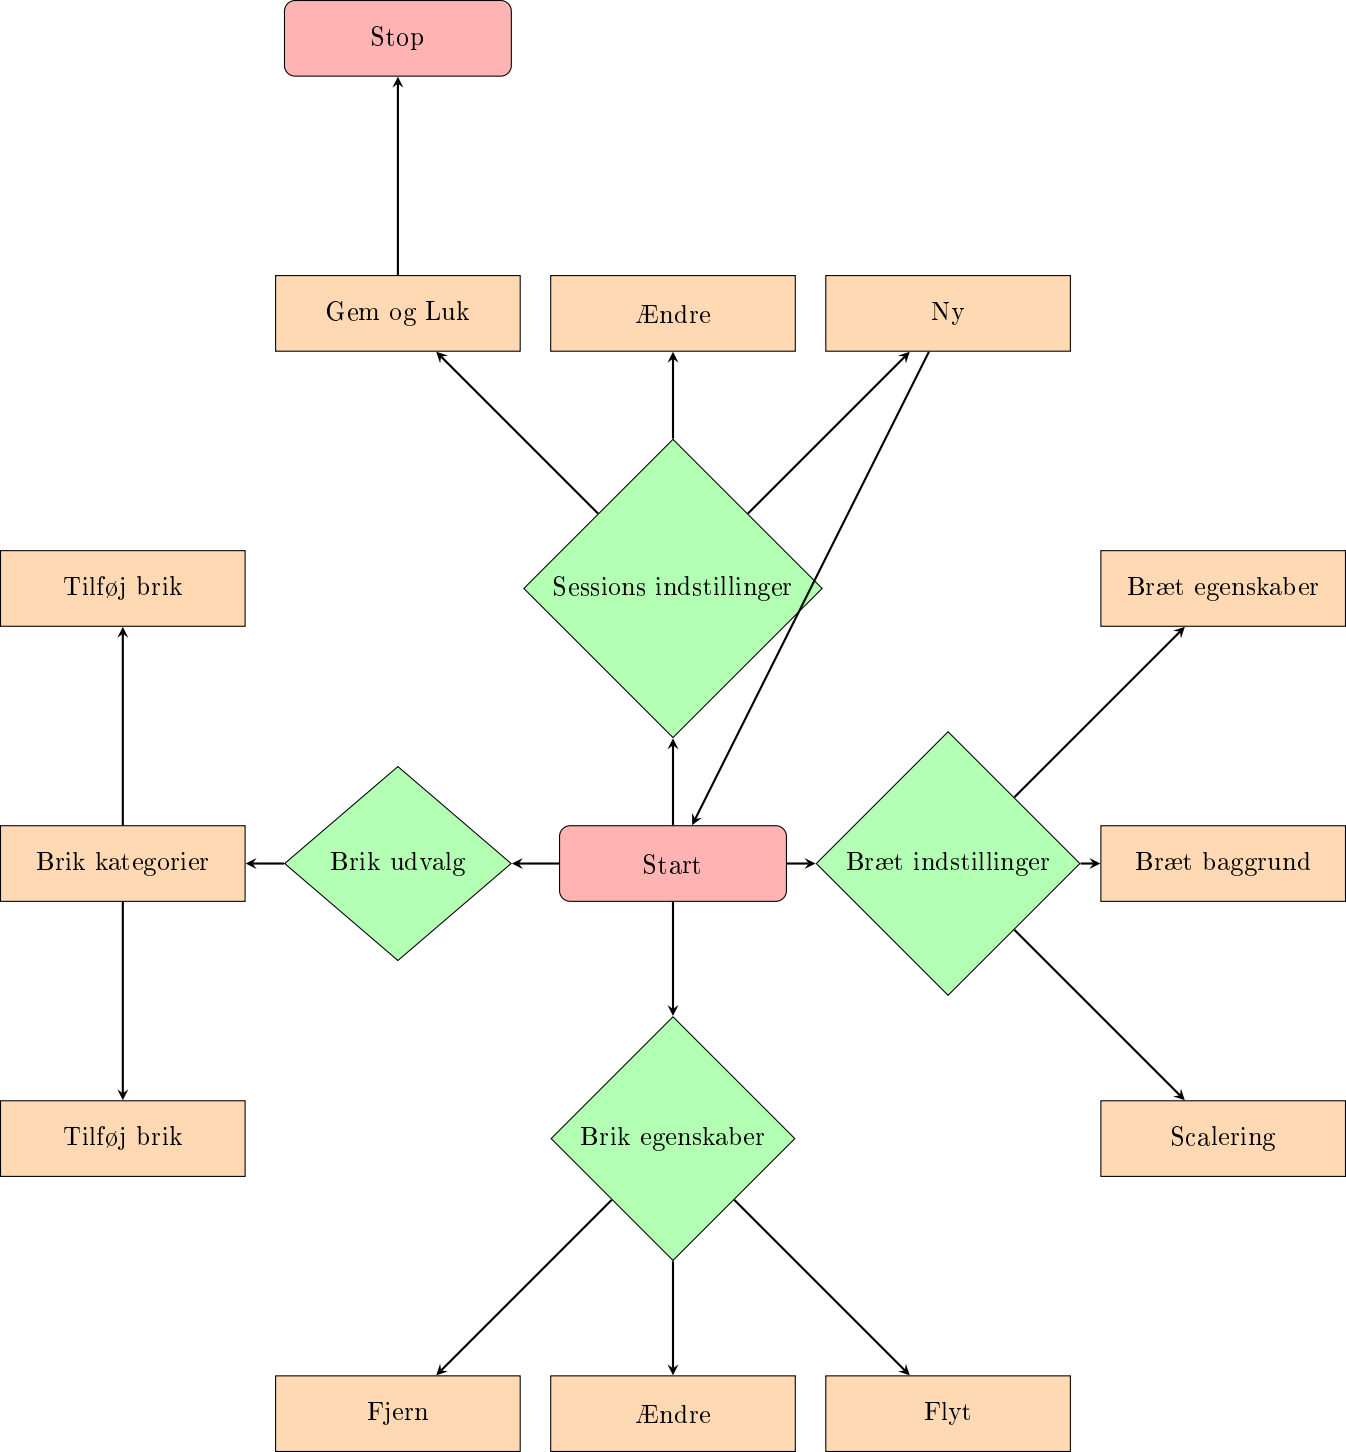 Stop
Gem og Luk
Ændre
Ny
Tilføj brik
Sessions indstillinger
Bræt egenskaber
Brik kategorier
Brik udvalg
Start
Bræt indstillinger
Bræt baggrund
Tilføj brik
Brik egenskaber
Scalering
Fjern
Ændre
Flyt